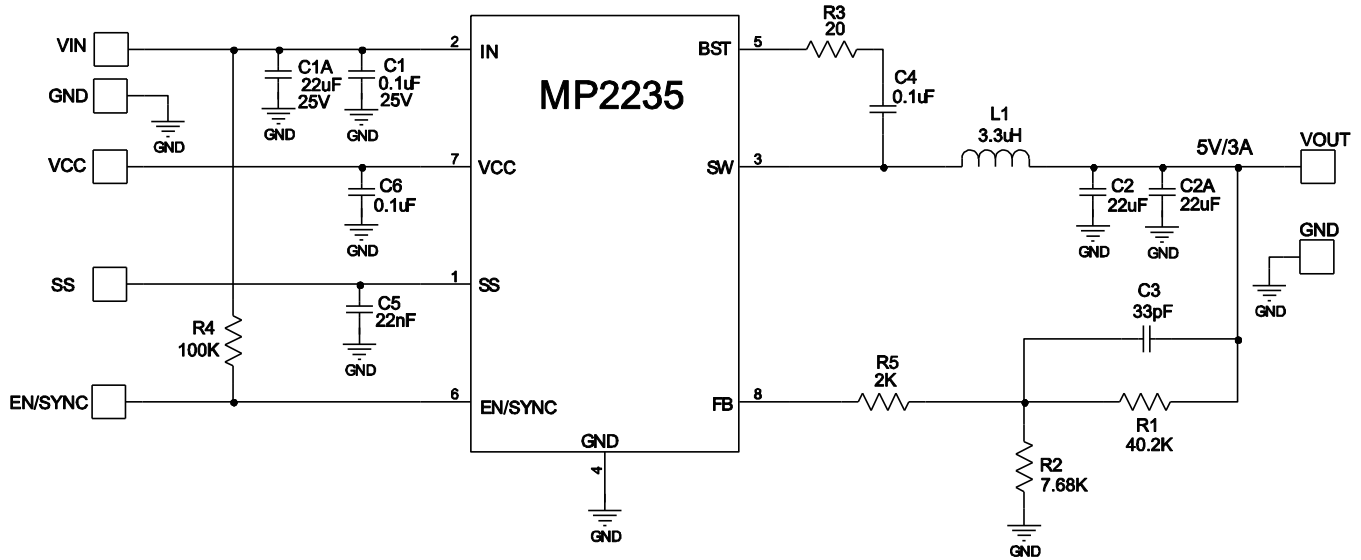 VIN
GND
GND
VCC
SS
EN/SYNC
R4
100K
C1A
22uF
25V
GND
C1
0.1uF
25V
GND
C6
0.1uF
GND
C5
22nF
GND
2
7
1
6
IN
VCC
SS
EN/SYNC
MP2235
BST
SW
FB
GND
4
GND
5
3
8
R3
20
C4
0.1uF
L1
3.3uH
5V/3A
VOUT
C2
22uF
GND
C2A
22uF
GND
GND
GND
C3
33pF
R5
2K
R1
40.2K
R2
7.68K
GND